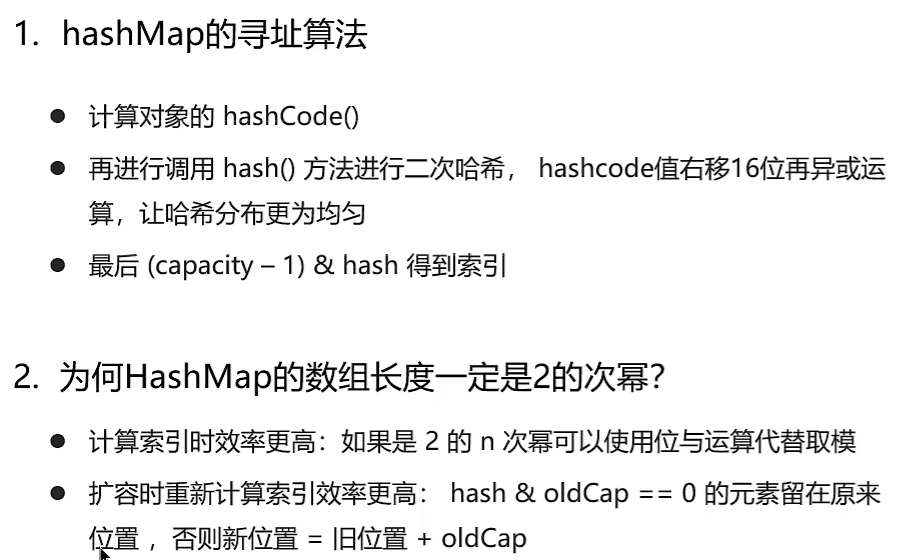 1. hashMap的寻址算法
● 计算对象的 hashCode()
● 再进行调用 hash() 方法进行二次哈希， hashcode值右移16位再异或运
算，让哈希分布更为均匀
● 最后 (capacity – 1) & hash 得到索引
2. 为何HashMap的数组长度一定是2的次幂？
● 计算索引时效率更高：如果是 2 的 n 次幂可以使用位与运算代替取模
● 扩容时重新计算索引效率更高： hash & oldCap == 0 的元素留在原来
位置 ，否则新位置 = 旧位置 + oldCap